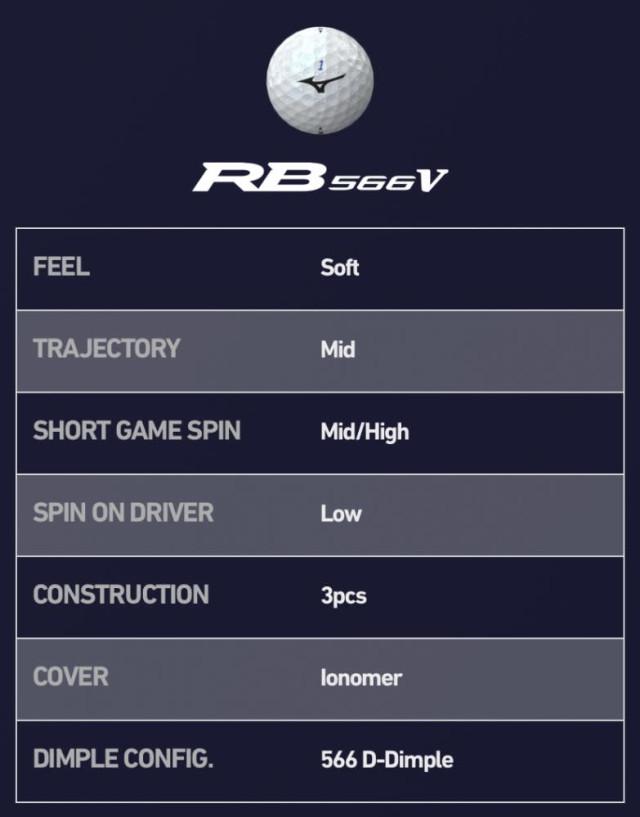 1
RB 566V
FEEL Soft
TRAJECTORY Mid
SHORT GAME SPIN Mid/High
SPIN ON DRIVER Low
CONSTRUCTION 3pcs
COVER Ionomer
DIMPLE CONFIG. 566 D-Dimple